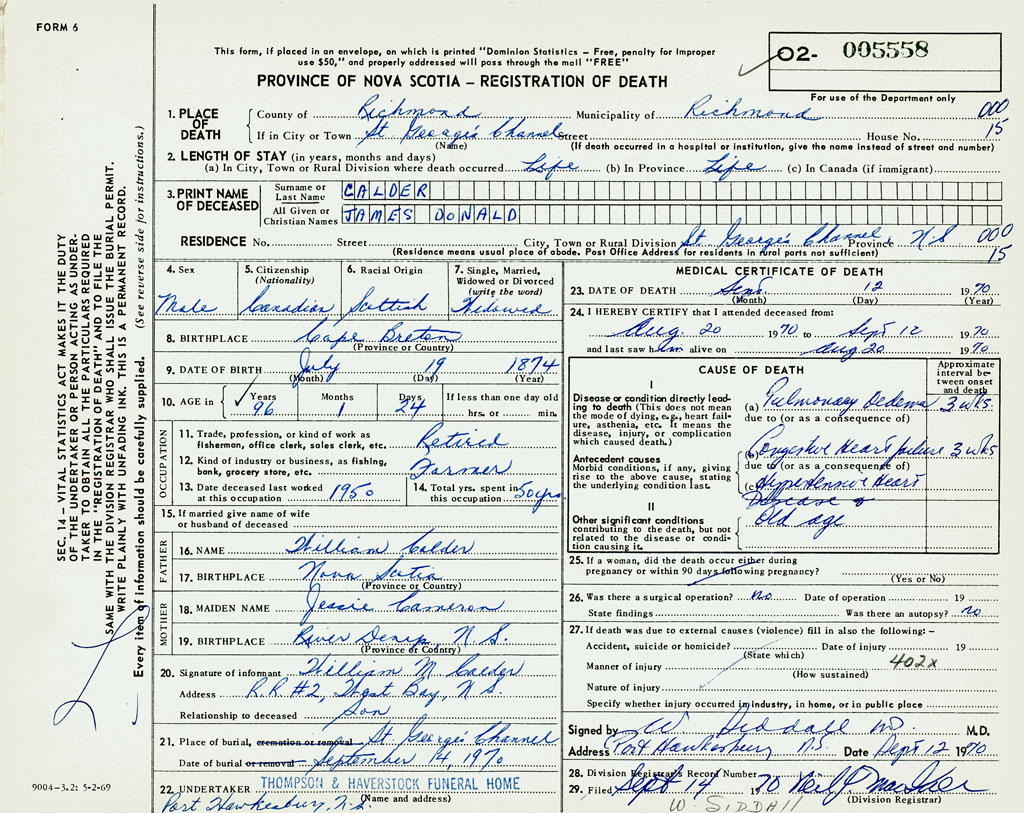 FORM 6
This form, if placed in an envelope, on which is printed "Dominion Statistics – Free, penalty for improper
use $50," and properly addressed will pass through the mail "FREE"
PROVINCE OF NOVA SCOTIA – REGISTRATION OF DEATH
02- 005558
For use of the Department only
1. PLACE OF DEATH
County of Richmond Municipality of Richmond 000
If in City or Town St George's Channel Street House No. 15
(Name) (If death occurred in a hospital or institution, give the name instead of street and number)
2. LENGTH OF STAY (in years, months and days)
(a) In City, Town or Rural Division where death occurred Life (b) In Province Life (c) In Canada (if immigrant)
3. PRINT NAME OF DECEASED
Surname or Last Name CALDER
All Given or Christian Names JAMES DONALD
RESIDENCE No. Street City, Town or Rural Division St George's Channel Province N.S 000
(Residence means usual place of abode. Post Office Address for residents in rural parts not sufficient) 15
4. Sex Male
5. Citizenship (Nationality) Canadian
6. Racial Origin Scottish
7. Single, Married, Widowed or Divorced (write the word) Widowed
8. BIRTHPLACE Cape Breton
(Province or Country)
9. DATE OF BIRTH July 19 1874
(Month) (Day) (Year)
10. AGE in Years 96 Months 1 Days 24 If less than one day old hrs. or min.
OCCUPATION
11. Trade, profession, or kind of work as fisherman, office clerk, sales clerk, etc. Retired
12. Kind of industry or business, as fishing, bank, grocery store, etc. Farmer
13. Date deceased last worked at this occupation 1950
14. Total yrs. spent in this occupation 50 yrs
15. If married give name of wife or husband of deceased
FATHER
16. NAME William Calder
17. BIRTHPLACE Nova Scotia
(Province or Country)
MOTHER
18. MAIDEN NAME Jessie Cameron
19. BIRTHPLACE River Denys, N.S.
(Province or Country)
20. Signature of informant William M Calder
Address R.R #2, West Bay, N S
Relationship to deceased Son
21. Place of burial, cremation or removal St. George's Channel
Date of burial or removal September 14, 1970
22. UNDERTAKER THOMPSON & HAVERSTOCK FUNERAL HOME
Port Hawkesbury, N.S. (Name and address)
MEDICAL CERTIFICATE OF DEATH
23. DATE OF DEATH Sept 12 1970
(Month) (Day) (Year)
24. I HEREBY CERTIFY that I attended deceased from:
Aug. 20 1970 to Sept 12 1970
and last saw him alive on Aug 20 1970
CAUSE OF DEATH
Approximate interval between onset and death
I
Disease or condition directly leading to death (This does not mean the mode of dying, e.g., heart failure, asthenia, etc. It means the disease, injury, or complication which caused death.)
(a) Pulmonary Oedema 3 wks.
due to (or as a consequence of)
Antecedent causes
Morbid conditions, if any, giving rise to the above cause, stating the underlying condition last.
(b) Congestive Heart failure 3 wks
due to (or as a consequence of)
(c) Hypertensive Heart
Disease &
II
Other significant conditions contributing to the death, but not related to the disease or condition causing it.
Old age
25. If a woman, did the death occur either during
pregnancy or within 90 days following pregnancy?
(Yes or No)
26. Was there a surgical operation? No Date of operation 19
State findings Was there an autopsy? No
27. If death was due to external causes (violence) fill in also the following: –
Accident, suicide or homicide? Date of injury 19
(State which) 402x
Manner of injury
(How sustained)
Nature of injury
Specify whether injury occurred in industry, in home, or in public place
Signed by W Siddall MD. M.D.
Address Port Hawkesbury N.S. Date Sept 12 1970
28. Division Registrar's Record Number
29. Filed Sept 14 1970
(Division Registrar)
W. SIDDALL
SEC. 14 – VITAL STATISTICS ACT MAKES IT THE DUTY
OF THE UNDERTAKER OR PERSON ACTING AS UNDER-
TAKER TO OBTAIN ALL THE PARTICULARS REQUIRED
IN THE "REGISTRATION OF DEATH" AND TO FILE THE
SAME WITH THE DIVISION REGISTRAR WHO SHALL ISSUE THE BURIAL PERMIT.
WRITE PLAINLY WITH UNFADING INK. THIS IS A PERMANENT RECORD.
Every item of information should be carefully supplied. (See reverse side for instructions.)
9004-3.2: 5-2-69